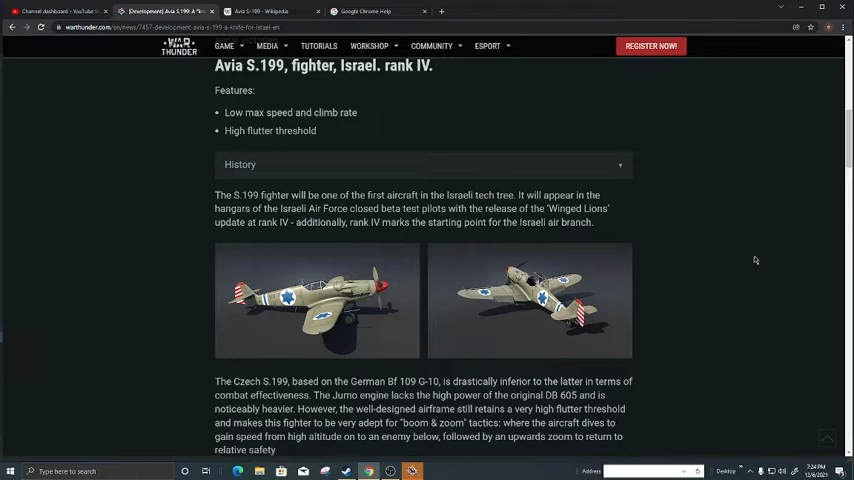 Channel dashboard - YouTube S
[Development] Avia S.199: A "kn
Avia S-199 - Wikipedia
Google Chrome Help
warthunder.com/en/news/7457-development-avia-s-199-a-knife-for-israel-en
WAR THUNDER
GAME
MEDIA
TUTORIALS
WORKSHOP
COMMUNITY
ESPORT
REGISTER NOW!
aerial victories.
Avia S.199, fighter, Israel. rank IV.
Features:
• Low max speed and climb rate
• High flutter threshold
History
The S.199 fighter will be one of the first aircraft in the Israeli tech tree. It will appear in the
hangars of the Israeli Air Force closed beta test pilots with the release of the 'Winged Lions'
update at rank IV - additionally, rank IV marks the starting point for the Israeli air branch.
The Czech S.199, based on the German Bf 109 G-10, is drastically inferior to the latter in terms of
combat effectiveness. The Jumo engine lacks the high power of the original DB 605 and is
noticeably heavier. However, the well-designed airframe still retains a very high flutter threshold
and makes this fighter to be very adept for "boom & zoom" tactics: where the aircraft dives to
gain speed from high altitude on to an enemy below, followed by an upwards zoom to return to
relative safety
Type here to search
Address
Desktop
7:24 PM
12/6/2021